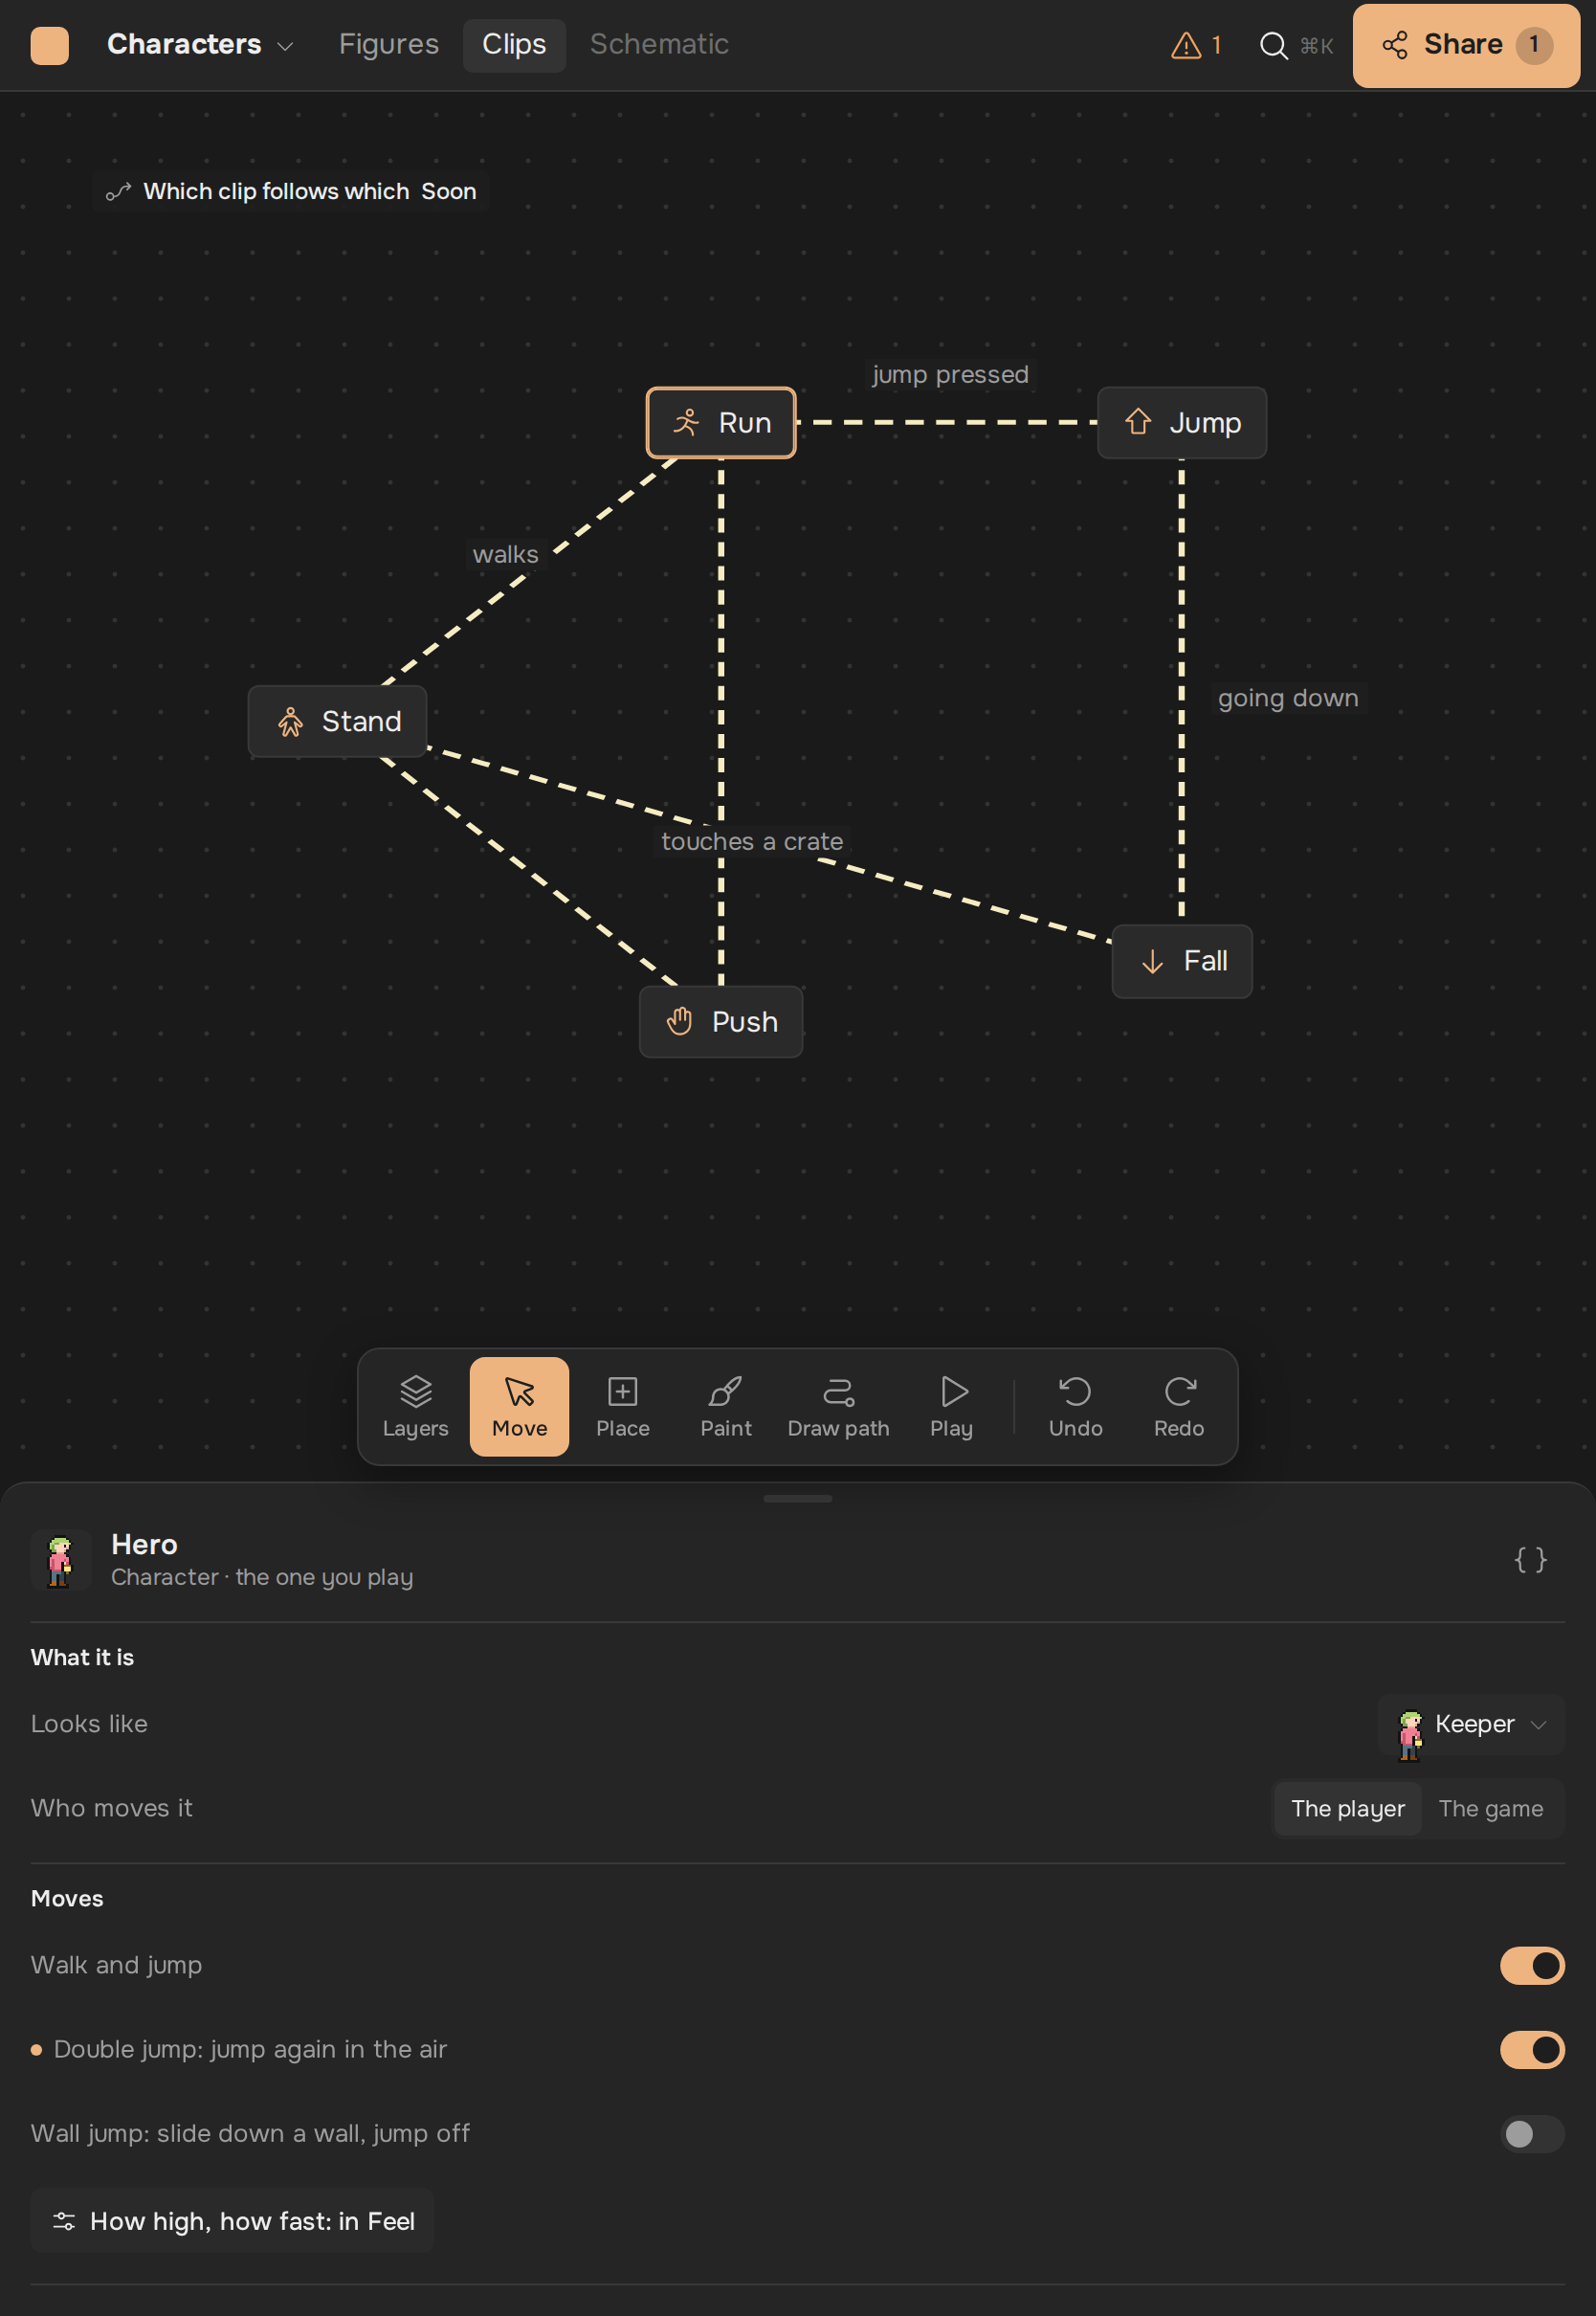 Characters
Figures
Clips
Schematic
1
⌘K
Share 1
Which clip follows which Soon
jump pressed
Run
Jump
walks
going down
Stand
touches a crate
Fall
Push
Layers
Move
Place
Paint
Draw path
Play
Undo
Redo
Hero
Character · the one you play
{ }
What it is
Looks like
Keeper
Who moves it
The player
The game
Moves
Walk and jump
Double jump: jump again in the air
Wall jump: slide down a wall, jump off
How high, how fast: in Feel